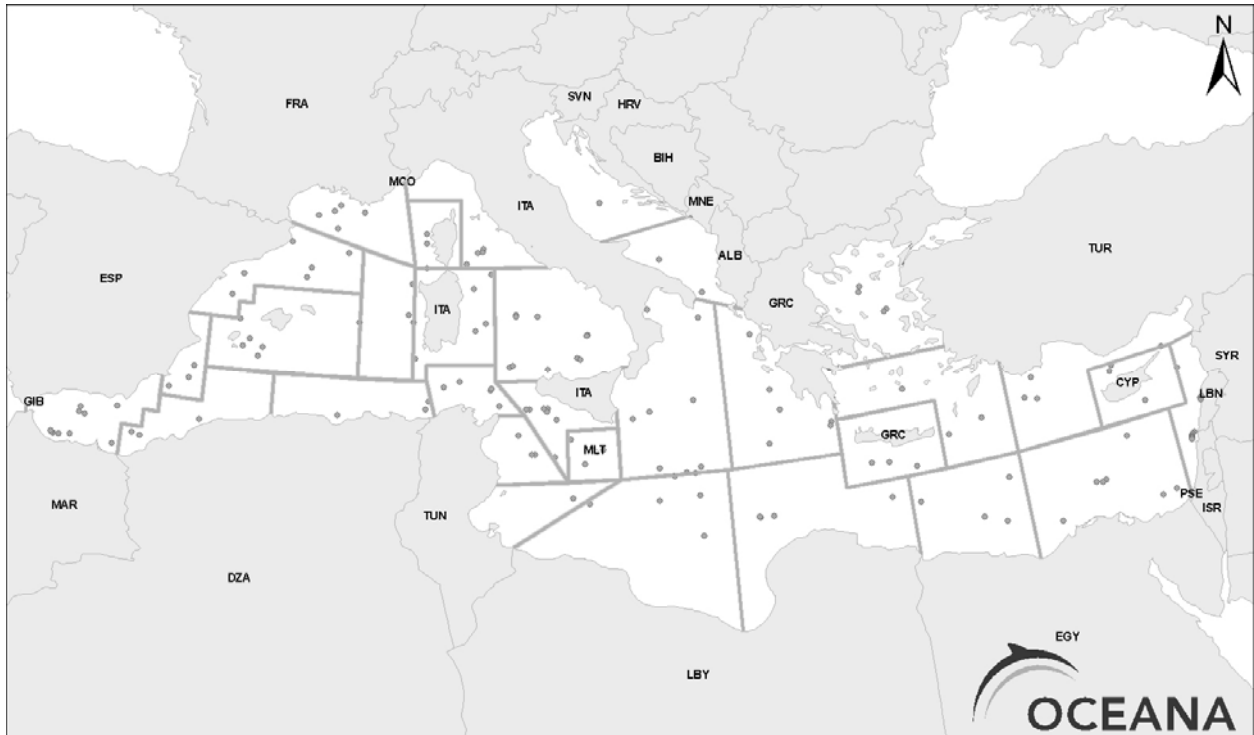 N
SVN
HRV
FRA
BIH
MCO
MNE
ITA
ALB
TUR
ESP
GRC
ITA
SYR
CYP
ITA
LBN
GIB
GRC
MLT
PSE
MAR
ISR
TUN
DZA
EGY
LBY
OCEANA